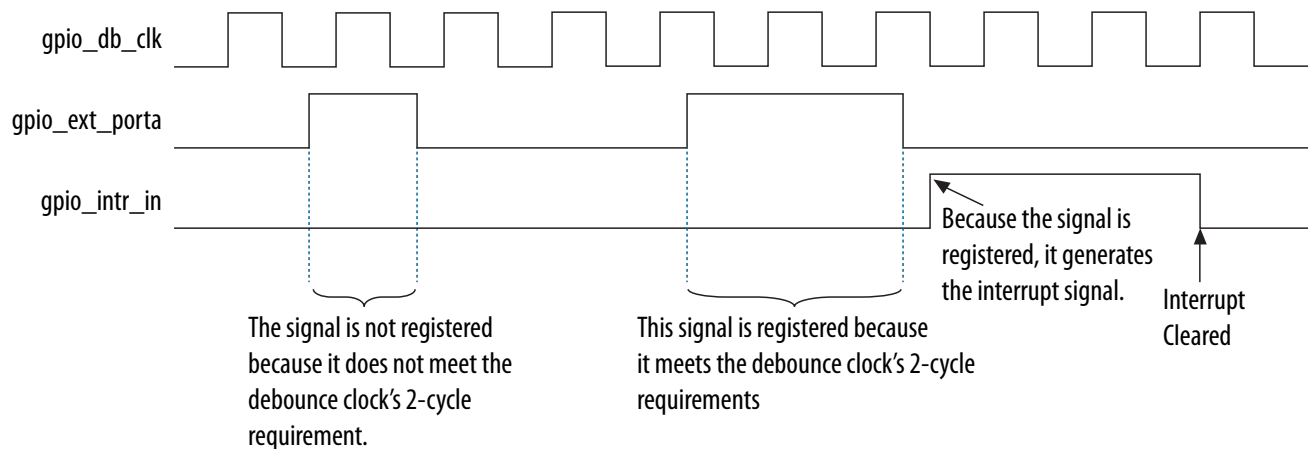 gpio_db_clk
gpio_ext_porta
gpio_intr_in
Because the signal is
registered, it generates
the interrupt signal.
Interrupt
Cleared
The signal is not registered
because it does not meet the
debounce clock's 2-cycle
requirement.
This signal is registered because
it meets the debounce clock's 2-cycle
requirements